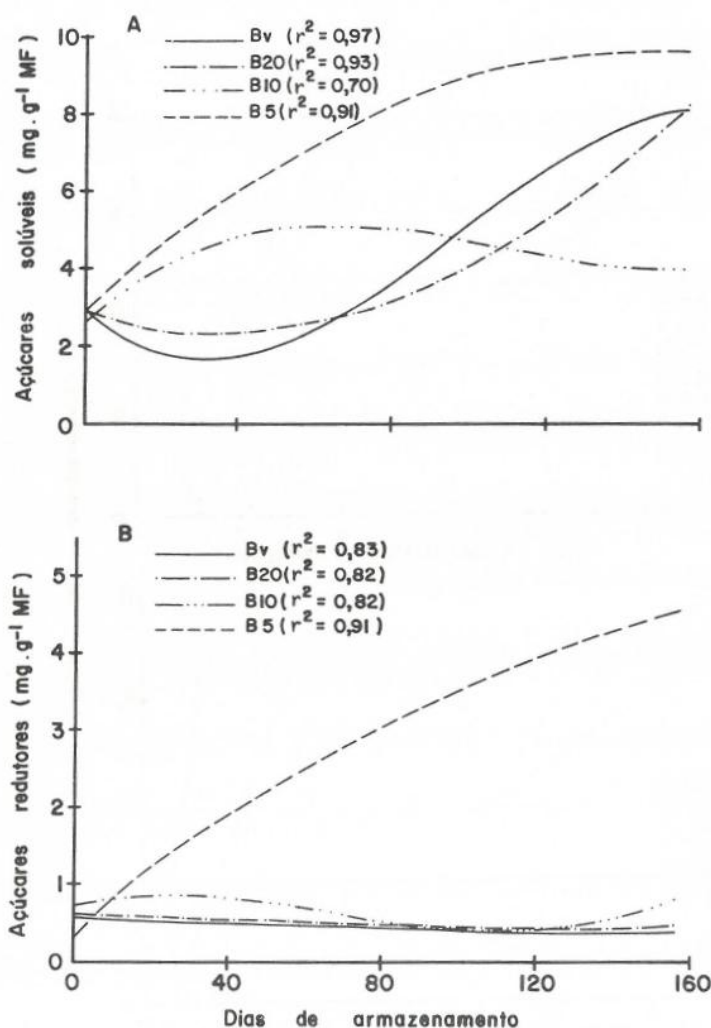 A
Bv (r² = 0,97)
B20 (r² = 0,93)
B10 (r² = 0,70)
B5 (r² = 0,91)
Açúcares solúveis (mg.g⁻¹ MF)
10
8
6
4
2
0
B
Bv (r² = 0,83)
B20 (r² = 0,82)
B10 (r² = 0,82)
B5 (r² = 0,91)
Açúcares redutores (mg.g⁻¹ MF)
5
4
3
2
1
0
0 40 80 120 160
Dias de armazenamento